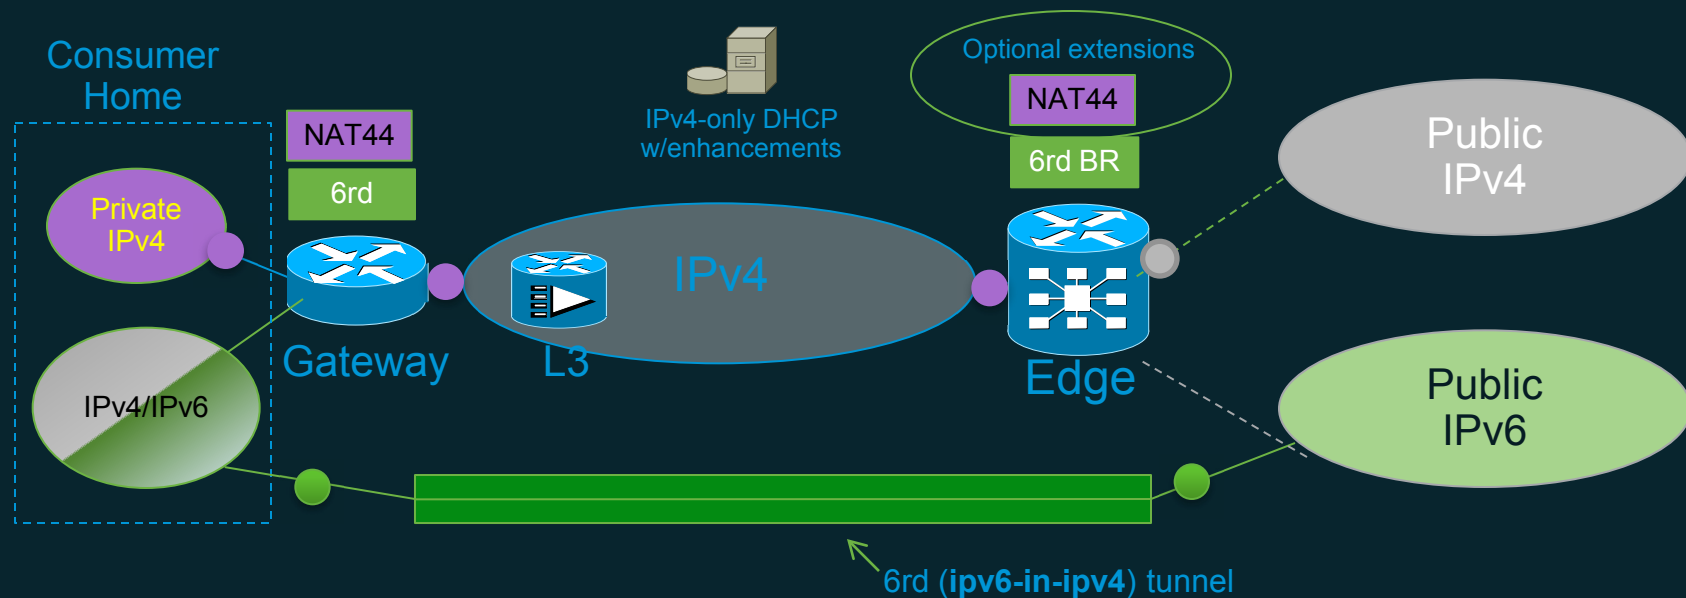 Consumer
Home
NAT44
6rd
Private
IPv4
IPv4/IPv6
Gateway
IPv4-only DHCP
w/enhancements
IPv4
L3
Optional extensions
NAT44
6rd BR
Edge
Public
IPv4
Public
IPv6
6rd (ipv6-in-ipv4) tunnel